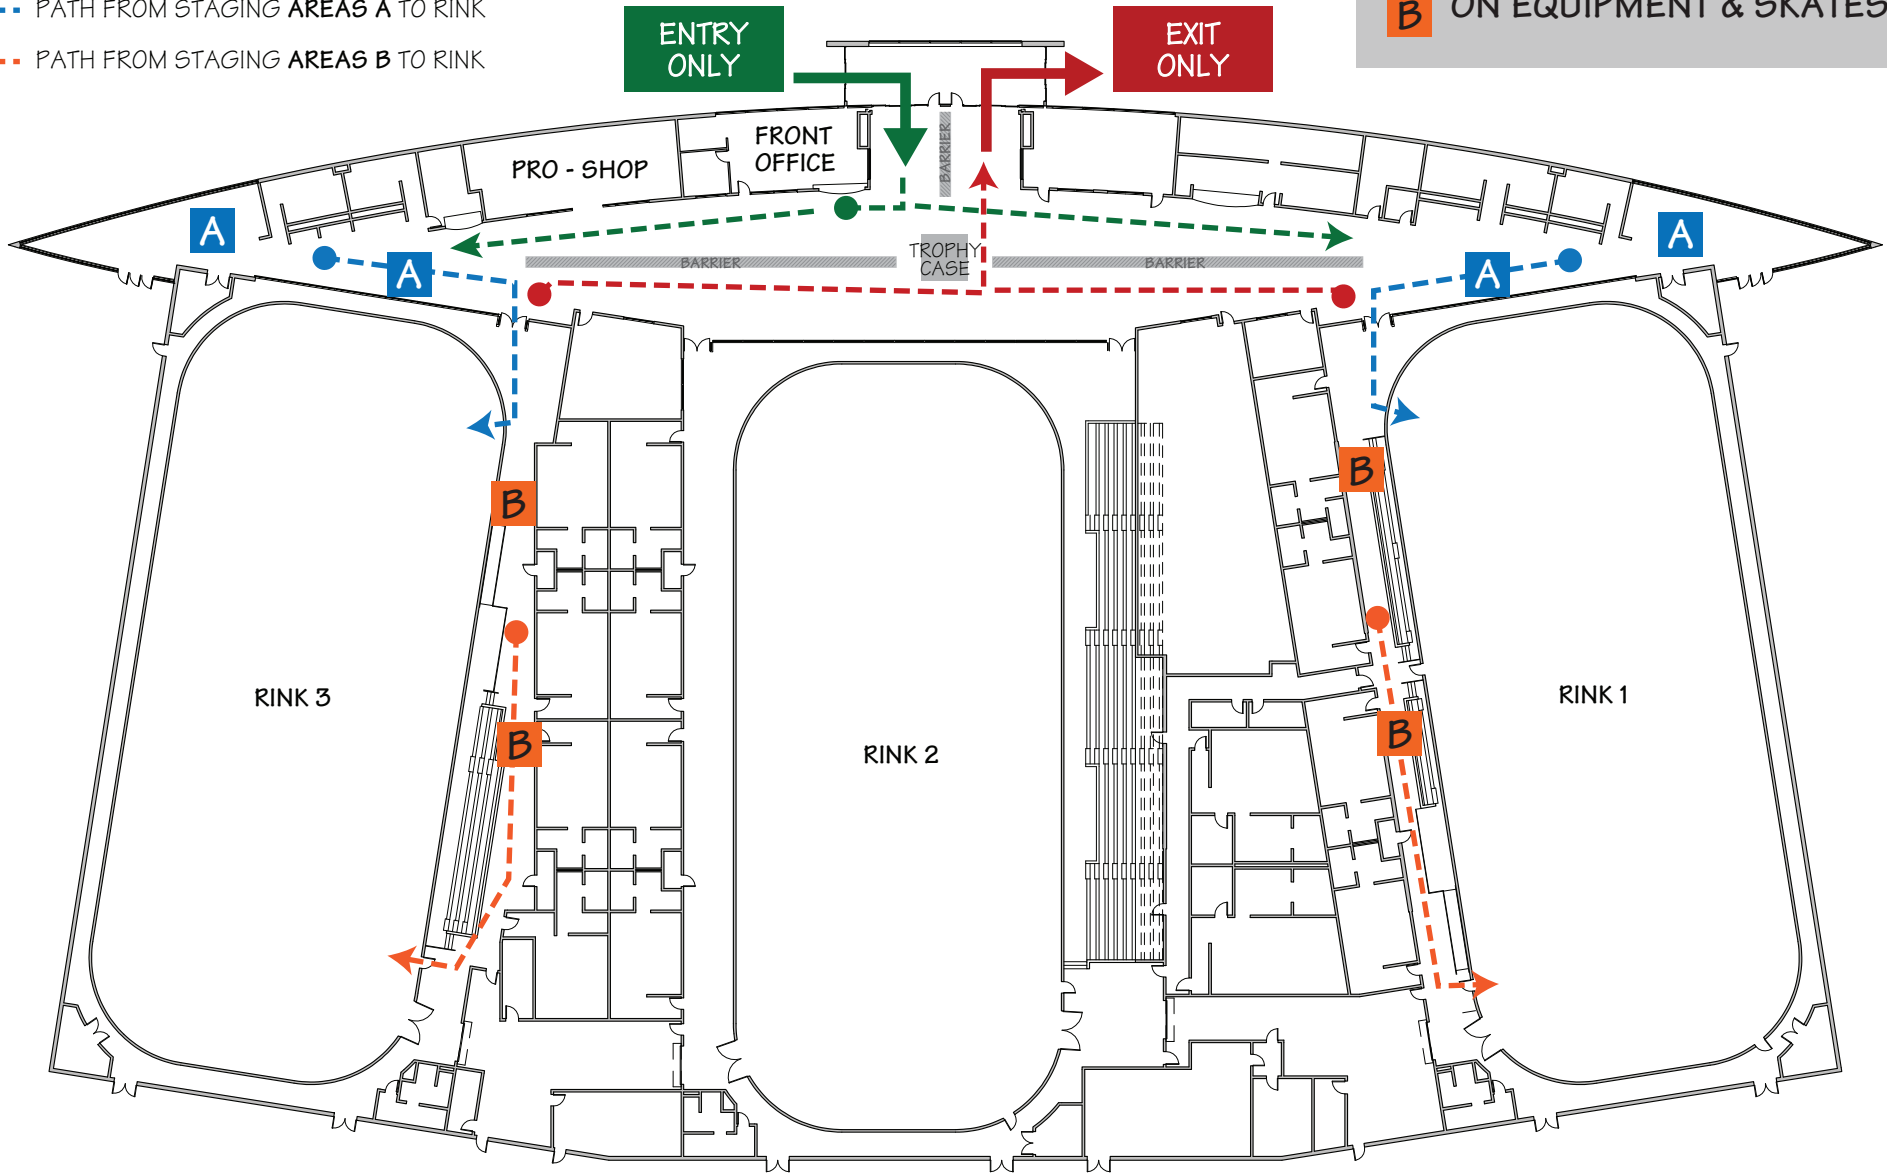 PATH FROM STAGING AREAS A TO RINK
PATH FROM STAGING AREAS B TO RINK
ENTRY
ONLY
EXIT
ONLY
B ON EQUIPMENT & SKATES
FRONT
OFFICE
PRO - SHOP
BARRIER
A
A
A
A
BARRIER
TROPHY
CASE
BARRIER
B
B
B
B
RINK 3
RINK 2
RINK 1